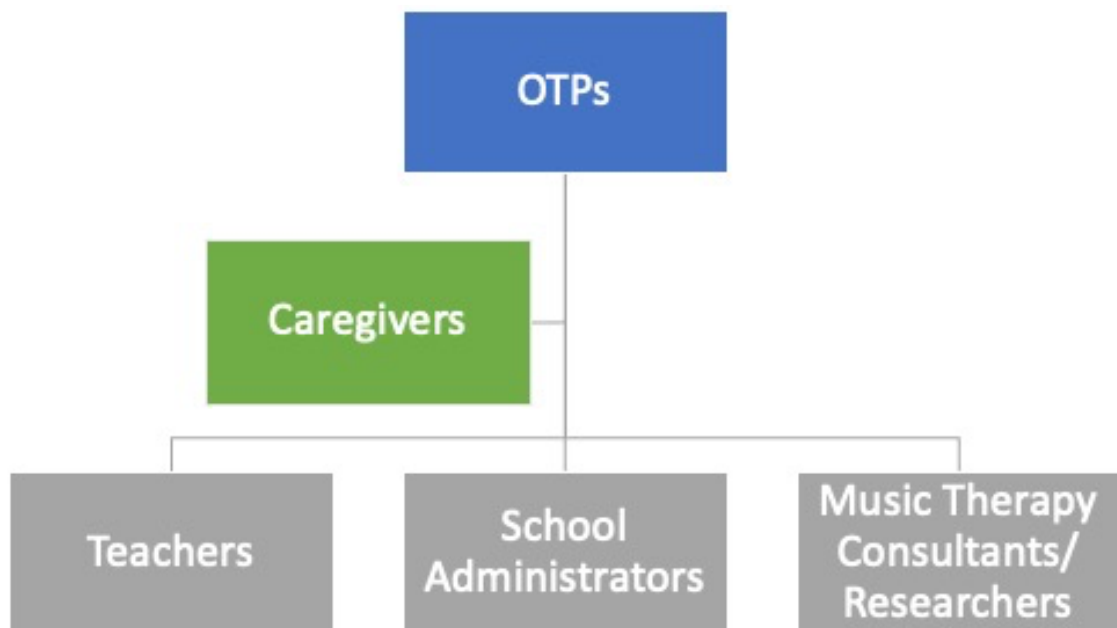 OTPs
Caregivers
Teachers
School
Administrators
Music Therapy
Consultants/
Researchers